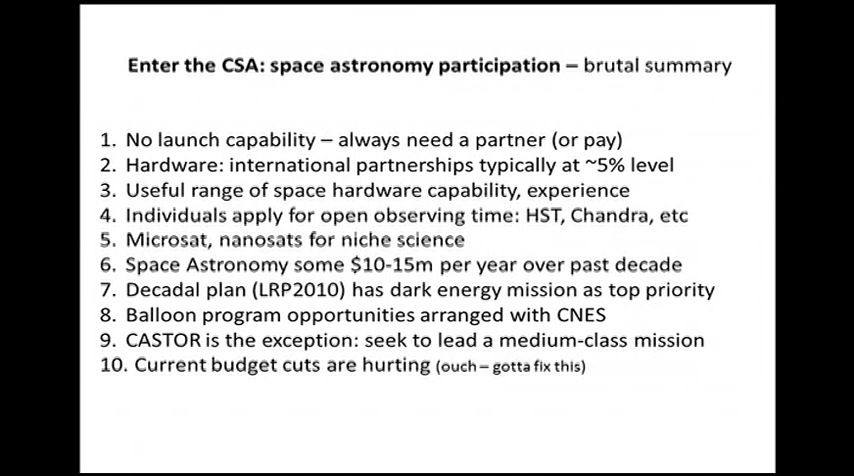 Enter the CSA: space astronomy participation – brutal summary
1. No launch capability – always need a partner (or pay)
2. Hardware: international partnerships typically at ~5% level
3. Useful range of space hardware capability, experience
4. Individuals apply for open observing time: HST, Chandra, etc
5. Microsat, nanosats for niche science
6. Space Astronomy some $10-15m per year over past decade
7. Decadal plan (LRP2010) has dark energy mission as top priority
8. Balloon program opportunities arranged with CNES
9. CASTOR is the exception: seek to lead a medium-class mission
10. Current budget cuts are hurting (ouch – gotta fix this)